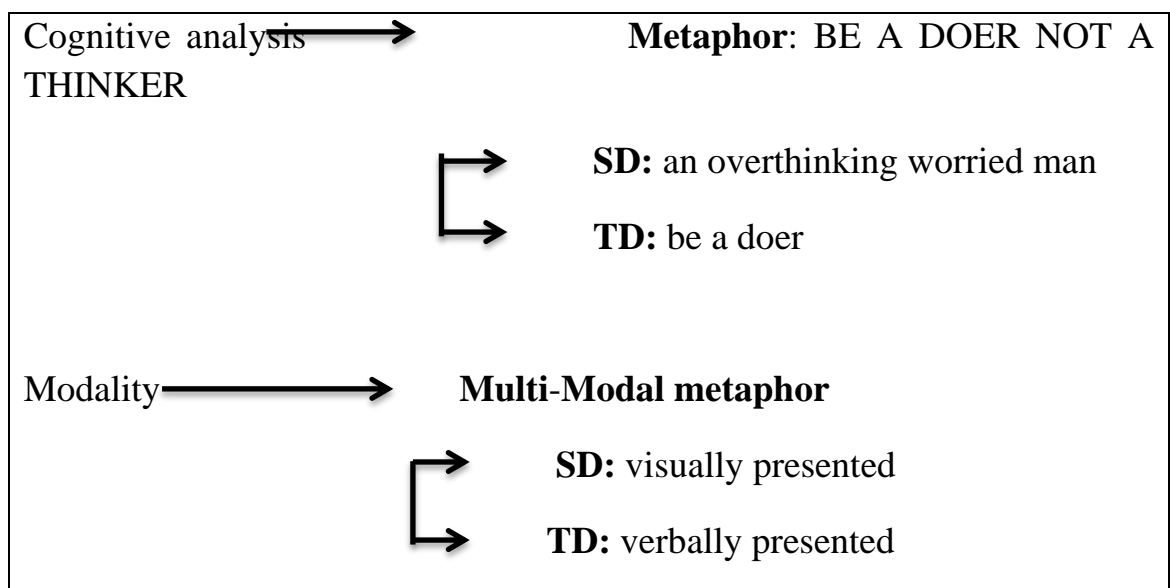 Cognitive analysis Metaphor: BE A DOER NOT A
THINKER
SD: an overthinking worried man
TD: be a doer
Modality Multi-Modal metaphor
SD: visually presented
TD: verbally presented